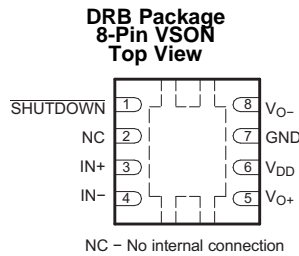 DRB Package
8-Pin VSON
Top View
SHUTDOWN 1 8 VO−
NC 2 7 GND
IN+ 3 6 VDD
IN− 4 5 VO+
NC − No internal connection